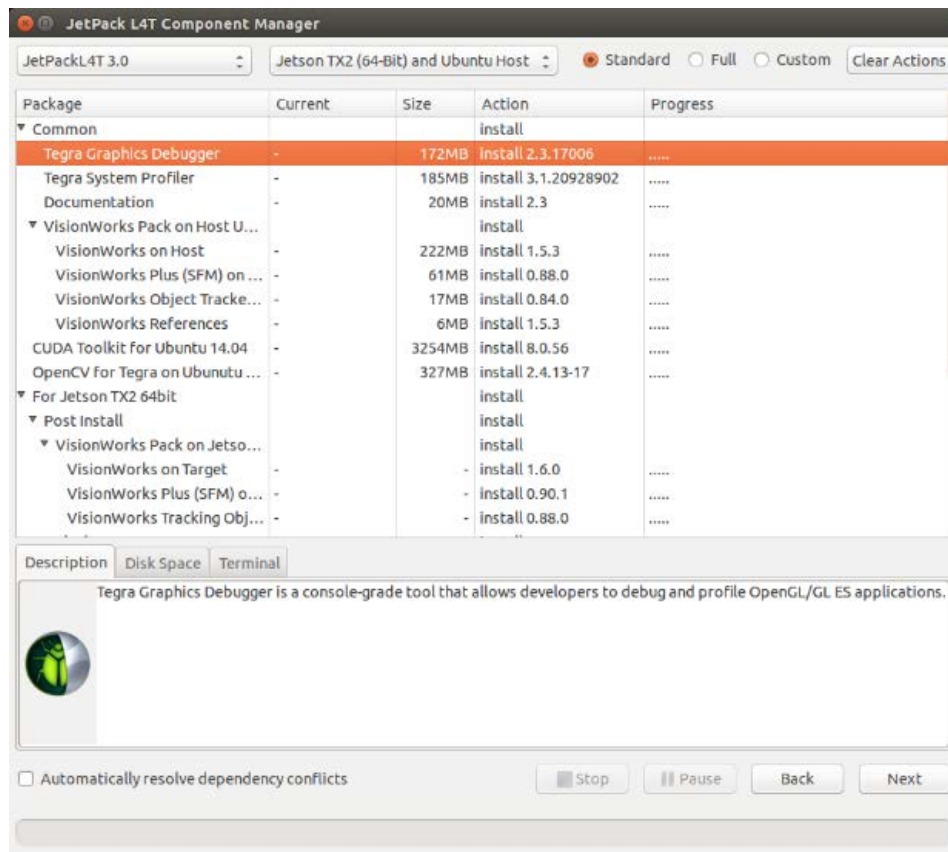 JetPack L4T Component Manager
JetPackL4T 3.0 Jetson TX2 (64-Bit) and Ubuntu Host Standard Full Custom Clear Actions
Package Current Size Action Progress
Common install
Tegra Graphics Debugger - 172MB install 2.3.17006 .....
Tegra System Profiler - 185MB install 3.1.20928902 .....
Documentation - 20MB install 2.3 .....
VisionWorks Pack on Host U... install
VisionWorks on Host - 222MB install 1.5.3 .....
VisionWorks Plus (SFM) on ... - 61MB install 0.88.0 .....
VisionWorks Object Tracke... - 17MB install 0.84.0 .....
VisionWorks References - 6MB install 1.5.3 .....
CUDA Toolkit for Ubuntu 14.04 - 3254MB install 8.0.56 .....
OpenCV for Tegra on Ubunutu ... - 327MB install 2.4.13-17 .....
For Jetson TX2 64bit install
Post Install install
VisionWorks Pack on Jetso... install
VisionWorks on Target - - install 1.6.0 .....
VisionWorks Plus (SFM) o... - - install 0.90.1 .....
VisionWorks Tracking Obj... - - install 0.88.0 .....
Description Disk Space Terminal
Tegra Graphics Debugger is a console-grade tool that allows developers to debug and profile OpenGL/GL ES applications.
Automatically resolve dependency conflicts Stop Pause Back Next